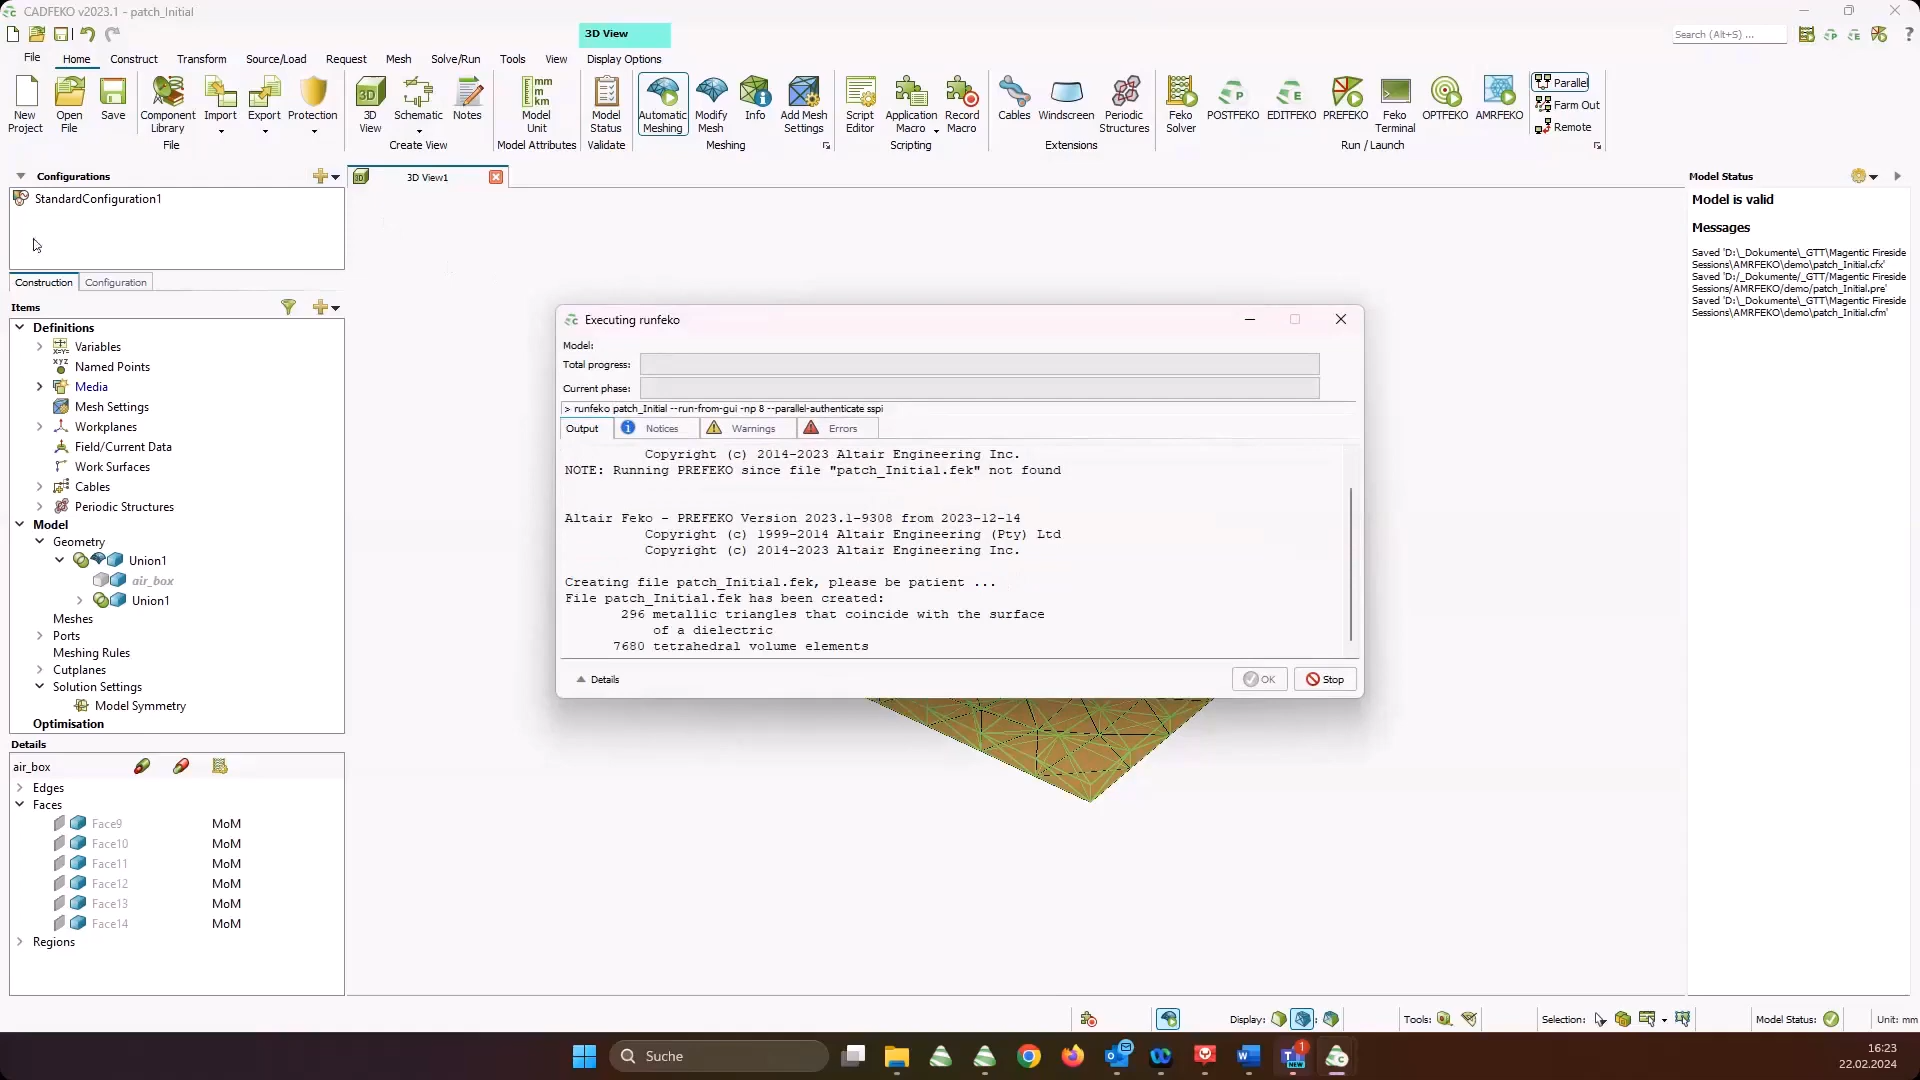 CADFEKO v2023.1 - patch_Initial
3D View
Search (Alt+S) ...
File
Home
Construct
Transform
Source/Load
Request
Mesh
Solve/Run
Tools
View
Display Options
New Project
Open File
Save
Component Library
Import
Export
Protection
3D View
Schematic
Notes
Model Unit
Model Status
Automatic Meshing
Modify Mesh
Info
Add Mesh Settings
Script Editor
Application Macro
Record Macro
Cables
Windscreen
Periodic Structures
Feko Solver
POSTFEKO
EDITFEKO
PREFEKO
Feko Terminal
OPTFEKO
AMRFEKO
Parallel
Farm Out
Remote
File
Create View
Model Attributes
Validate
Meshing
Scripting
Extensions
Run / Launch
Configurations
StandardConfiguration1
Construction
Configuration
Items
Definitions
Variables
Named Points
Media
Mesh Settings
Workplanes
Field/Current Data
Work Surfaces
Cables
Periodic Structures
Model
Geometry
Union1
air_box
Union1
Meshes
Ports
Meshing Rules
Cutplanes
Solution Settings
Model Symmetry
Optimisation
Details
air_box
Edges
Faces
Face9 MoM
Face10 MoM
Face11 MoM
Face12 MoM
Face13 MoM
Face14 MoM
Regions
3D View1
Executing runfeko
Model:
Total progress:
Current phase:
> runfeko patch_Initial --run-from-gui -np 8 --parallel-authenticate sspi
Output
Notices
Warnings
Errors
Copyright (c) 2014-2023 Altair Engineering Inc.
NOTE: Running PREFEKO since file "patch_Initial.fek" not found
Altair Feko - PREFEKO Version 2023.1-9308 from 2023-12-14
Copyright (c) 1999-2014 Altair Engineering (Pty) Ltd
Copyright (c) 2014-2023 Altair Engineering Inc.
Creating file patch_Initial.fek, please be patient ...
File patch_Initial.fek has been created:
296 metallic triangles that coincide with the surface
of a dielectric
7680 tetrahedral volume elements
Details
OK
Stop
Model Status
Model is valid
Messages
Saved 'D:\_Dokumente\_GTT\Magentic Fireside
Sessions\AMRFEKO\demo\patch_Initial.cfx'
Saved 'D:/_Dokumente/_GTT/Magentic Fireside
Sessions/AMRFEKO/demo/patch_Initial.pre'
Saved 'D:\_Dokumente\_GTT\Magentic Fireside
Sessions\AMRFEKO\demo\patch_Initial.cfm'
Display:
Tools:
Selection:
Model Status:
Unit: mm
Suche
16:23
22.02.2024